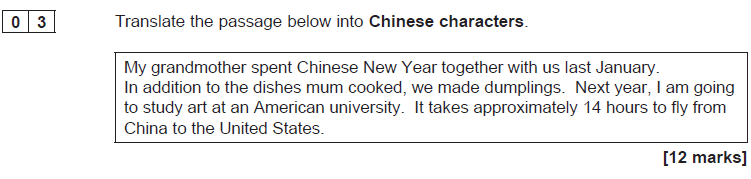 0 3 Translate the passage below into Chinese characters.
My grandmother spent Chinese New Year together with us last January.
In addition to the dishes mum cooked, we made dumplings. Next year, I am going
to study art at an American university. It takes approximately 14 hours to fly from
China to the United States.
[12 marks]